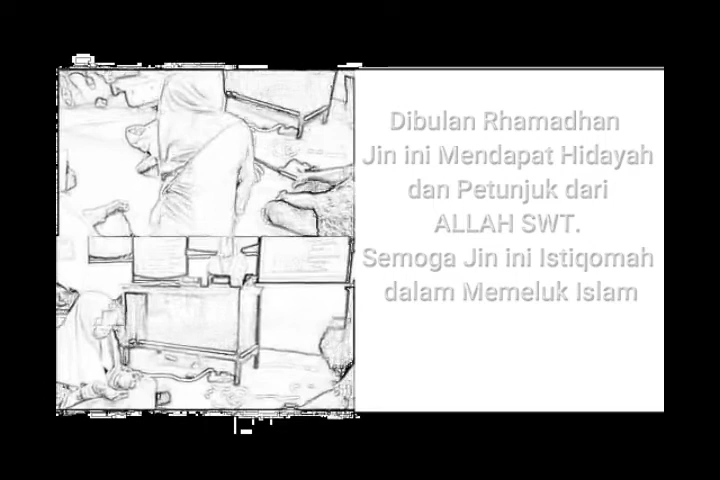 Dibulan Rhamadhan
Jin ini Mendapat Hidayah
dan Petunjuk dari
ALLAH SWT.
Semoga Jin ini Istiqomah
dalam Memeluk Islam